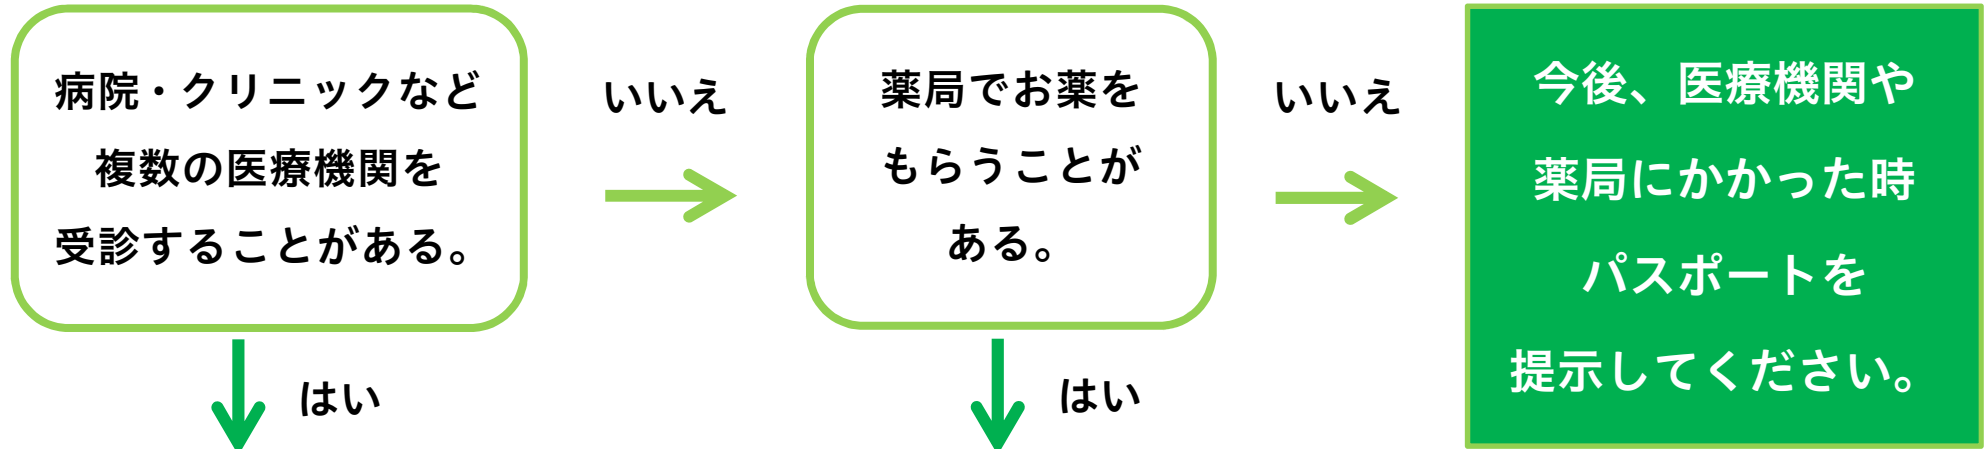 病院・クリニックなど
複数の医療機関を
受診することがある。
いいえ
はい
薬局でお薬を
もらうことが
ある。
いいえ
はい
今後、医療機関や
薬局にかかった時
パスポートを
提示してください。